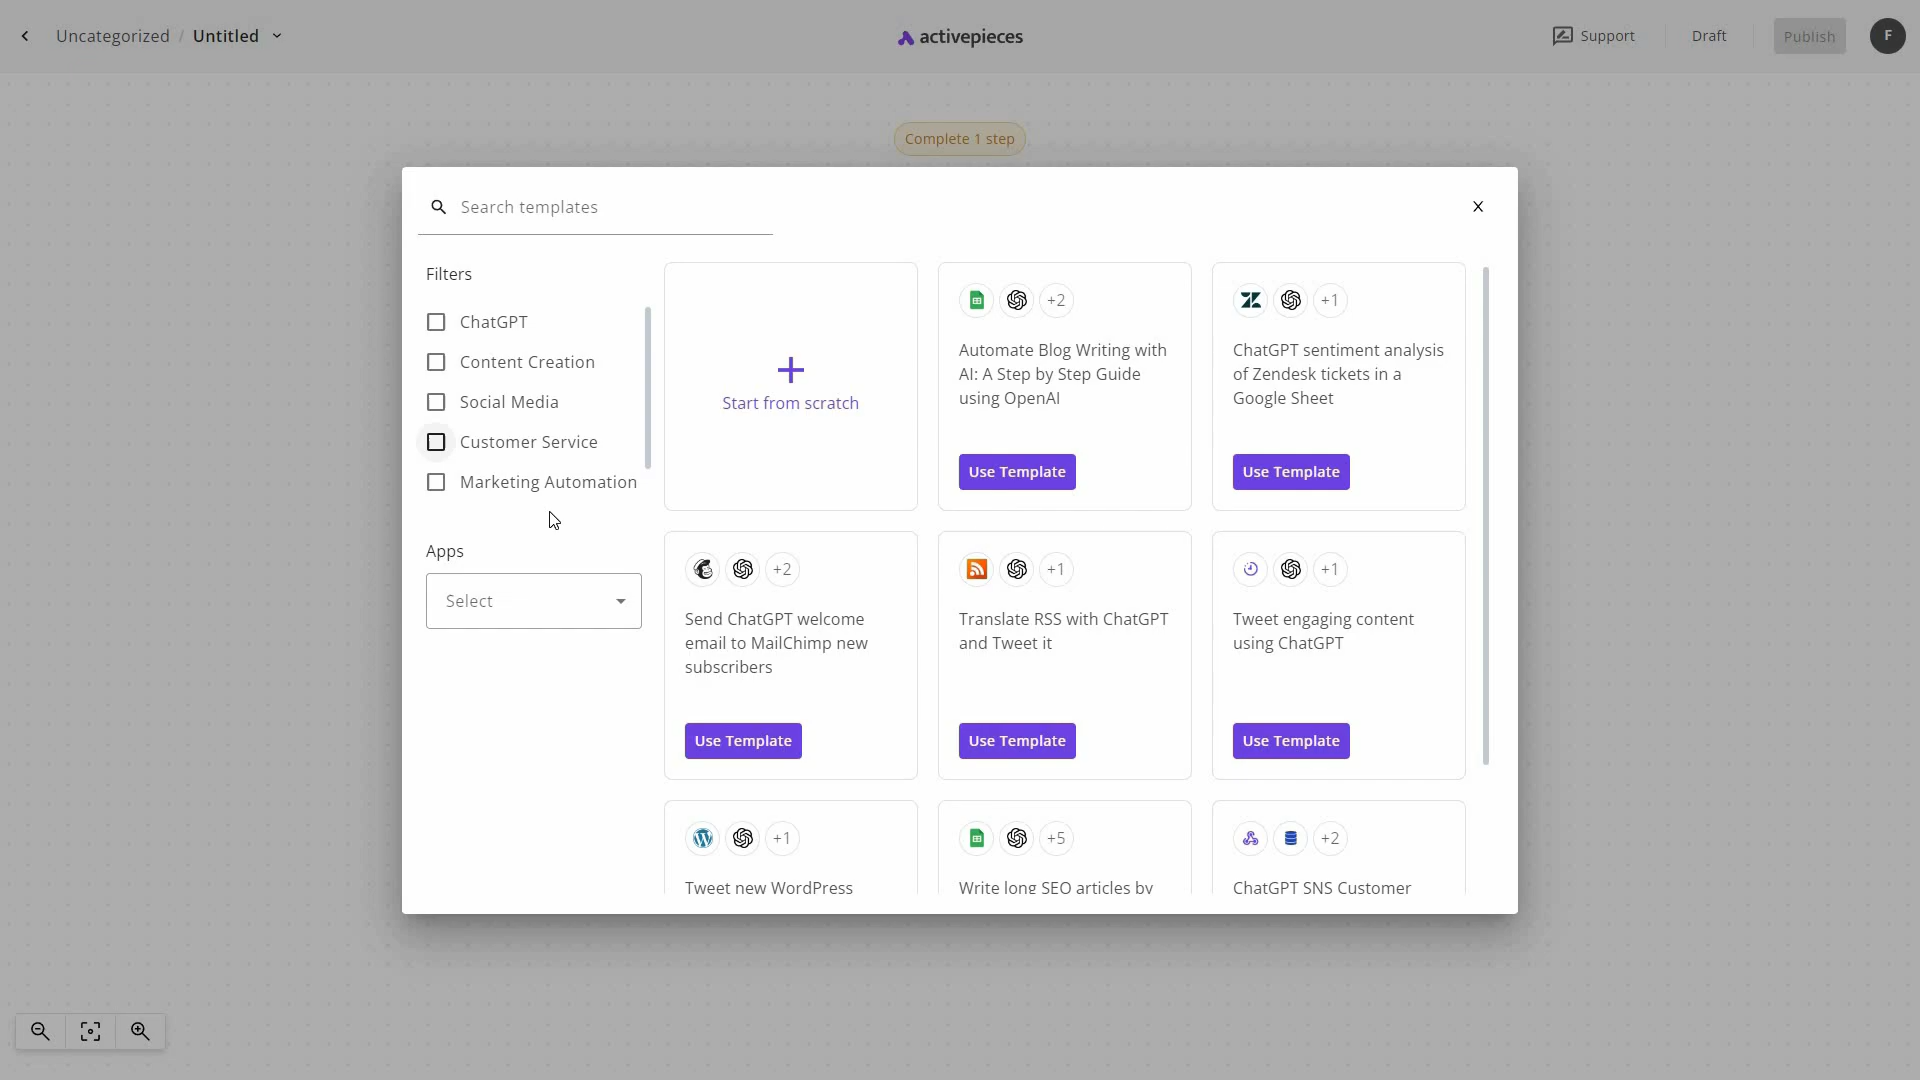 Uncategorized / Untitled
activepieces
Support
Draft
Publish
F
Complete 1 step
Search templates
X
Filters
ChatGPT
Content Creation
Social Media
Customer Service
Marketing Automation
Apps
Select
Start from scratch
+2
Automate Blog Writing with
AI: A Step by Step Guide
using OpenAI
Use Template
+1
ChatGPT sentiment analysis
of Zendesk tickets in a
Google Sheet
Use Template
+2
Send ChatGPT welcome
email to MailChimp new
subscribers
Use Template
+1
Translate RSS with ChatGPT
and Tweet it
Use Template
+1
Tweet engaging content
using ChatGPT
Use Template
+1
Tweet new WordPress
+5
Write long SEO articles by
+2
ChatGPT SNS Customer